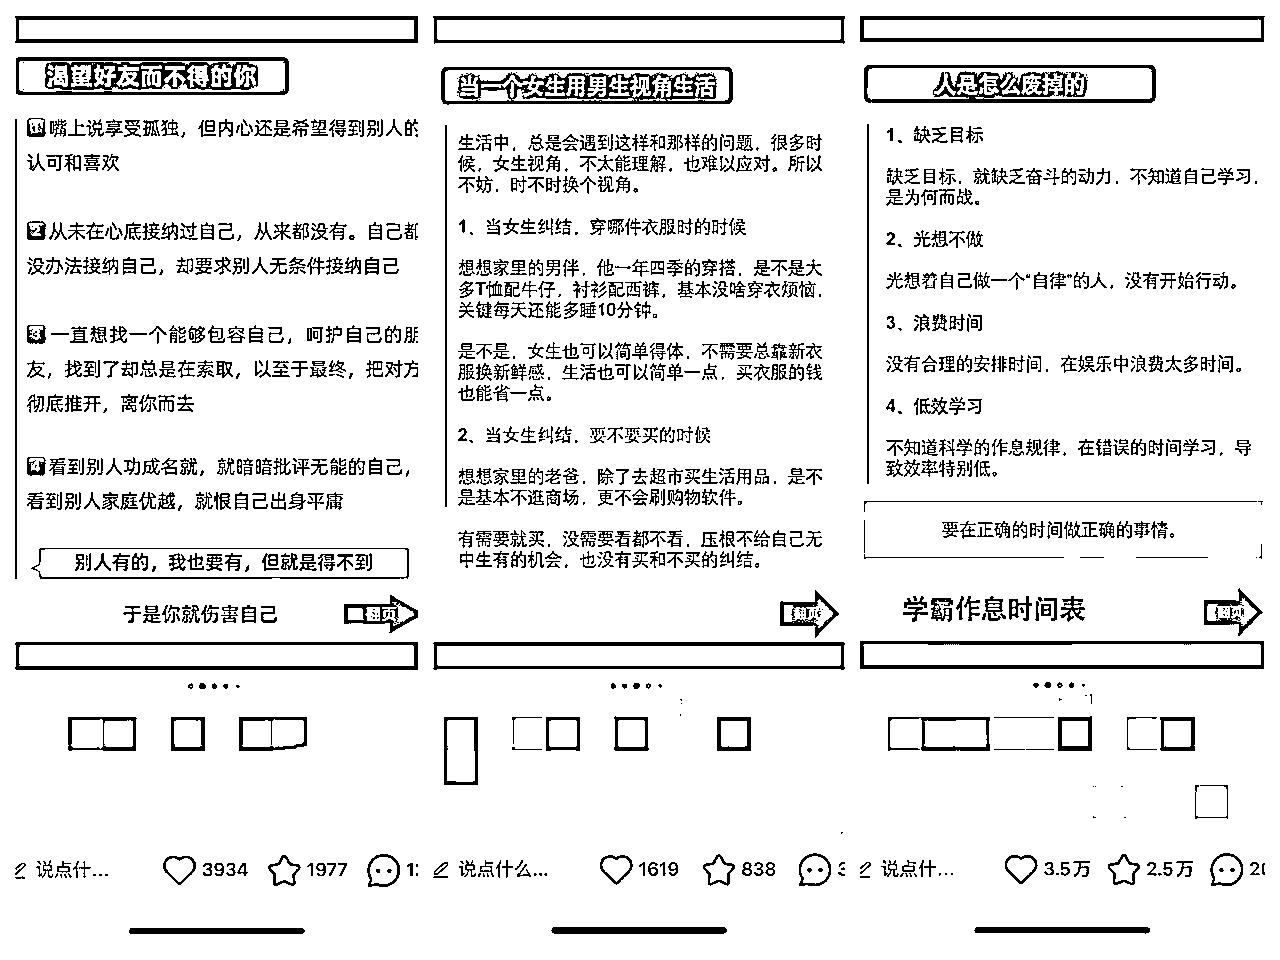 渴望好友而不得的你
1 嘴上说享受孤独，但内心还是希望得到别人的
认可和喜欢
2 从未在心底接纳过自己，从来都没有。自己都
没办法接纳自己，却要求别人无条件接纳自己
3 一直想找一个能够包容自己，呵护自己的朋
友，找到了却总是在索取，以至于最终，把对方
彻底推开，离你而去
4 看到别人功成名就，就暗暗批评无能的自己，
看到别人家庭优越，就恨自己出身平庸
别人有的，我也要有，但就是得不到
于是你就伤害自己
翻页
说点什...
3934
1977
当一个女生用男生视角生活
生活中，总是会遇到这样和那样的问题，很多时
候，女生视角，不太能理解，也难以应对。所以
不妨，时不时换个视角。
1、当女生纠结，穿哪件衣服时的时候
想想家里的男伴，他一年四季的穿搭，是不是大
多T恤配牛仔，衬衫配西裤，基本没啥穿衣烦恼，
关键每天还能多睡10分钟。
是不是，女生也可以简单得体，不需要总靠新衣
服换新鲜感，生活也可以简单一点，买衣服的钱
也能省一点。
2、当女生纠结，要不要买的时候
想想家里的老爸，除了去超市买生活用品，是不
是基本不逛商场，更不会刷购物软件。
有需要就买，没需要看都不看，压根不给自己无
中生有的机会，也没有买和不买的纠结。
翻页
说点什么...
1619
838
人是怎么废掉的
1、缺乏目标
缺乏目标，就缺乏奋斗的动力，不知道自己学习，
是为何而战。
2、光想不做
光想着自己做一个“自律”的人，没有开始行动。
3、浪费时间
没有合理的安排时间，在娱乐中浪费太多时间。
4、低效学习
不知道科学的作息规律，在错误的时间学习，导
致效率特别低。
要在正确的时间做正确的事情。
学霸作息时间表
翻页
说点什...
3.5万
2.5万